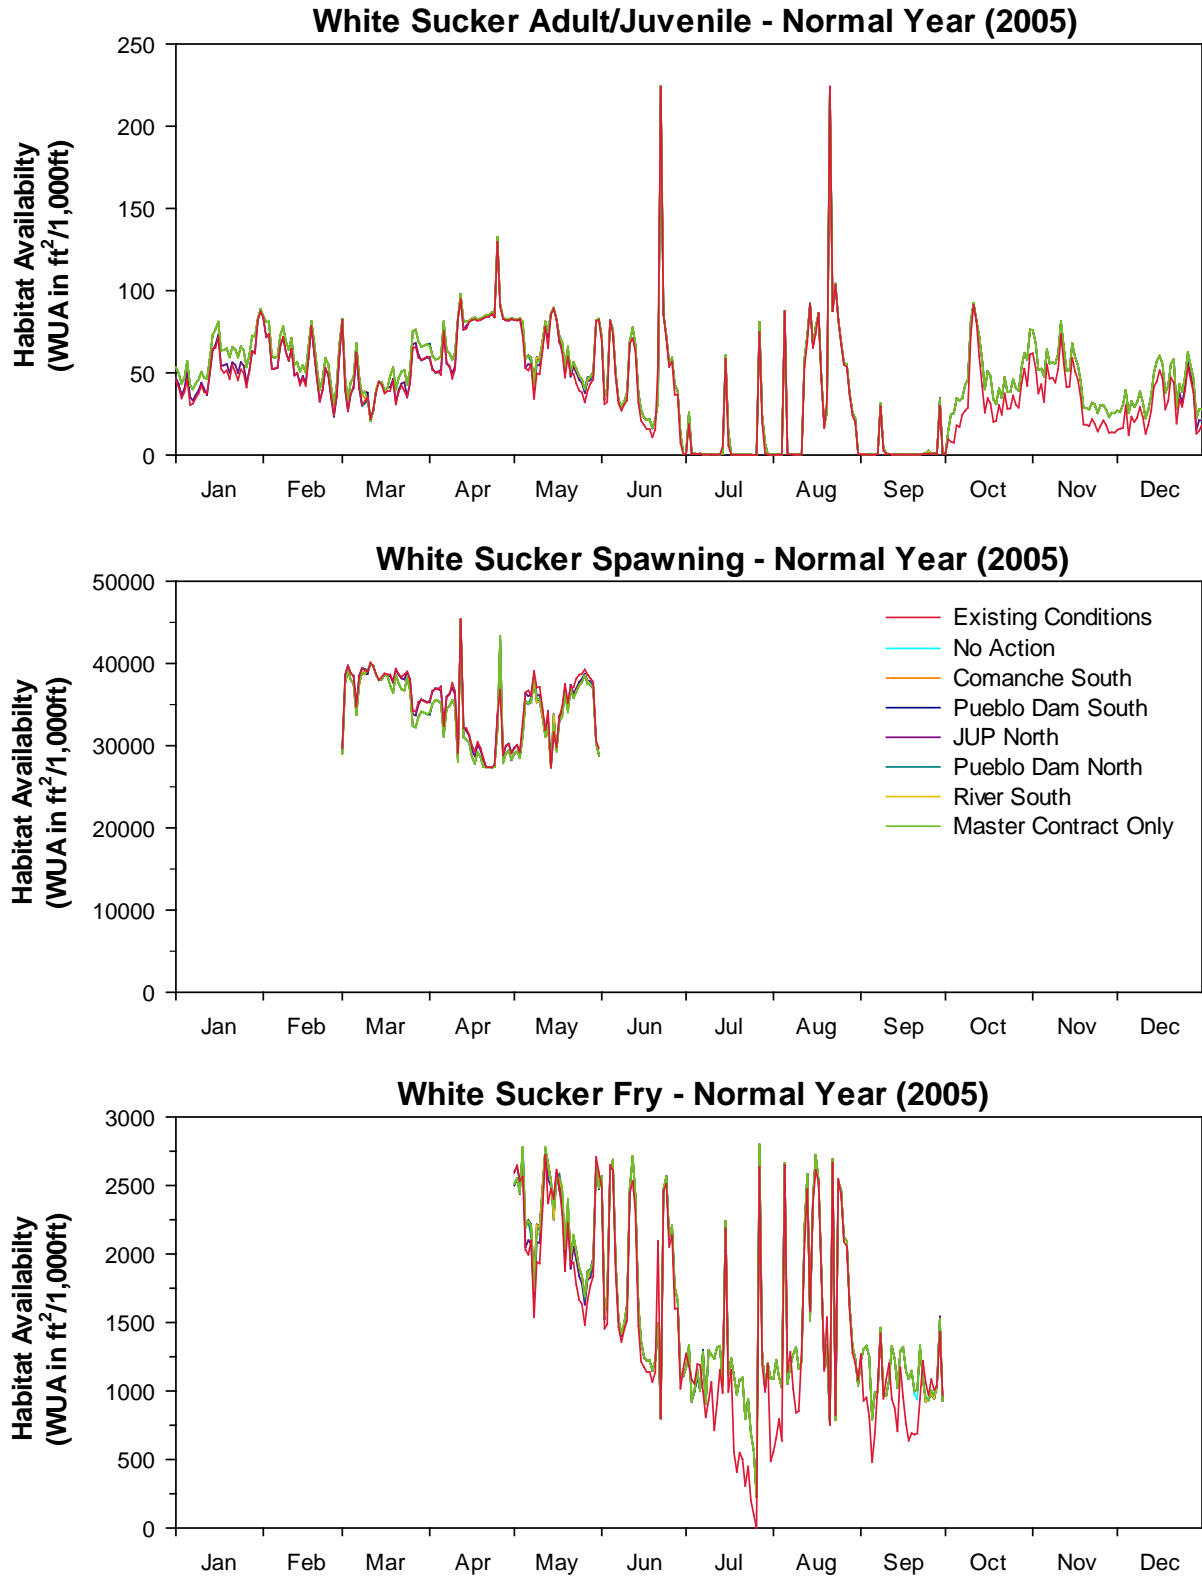 White Sucker Adult/Juvenile - Normal Year (2005)
Habitat Availabilty
(WUA in ft²/1,000ft)
250
200
150
100
50
0
Jan Feb Mar Apr May Jun Jul Aug Sep Oct Nov Dec
White Sucker Spawning - Normal Year (2005)
Habitat Availabilty
(WUA in ft²/1,000ft)
50000
40000
30000
20000
10000
0
Existing Conditions
No Action
Comanche South
Pueblo Dam South
JUP North
Pueblo Dam North
River South
Master Contract Only
Jan Feb Mar Apr May Jun Jul Aug Sep Oct Nov Dec
White Sucker Fry - Normal Year (2005)
Habitat Availabilty
(WUA in ft²/1,000ft)
3000
2500
2000
1500
1000
500
0
Jan Feb Mar Apr May Jun Jul Aug Sep Oct Nov Dec